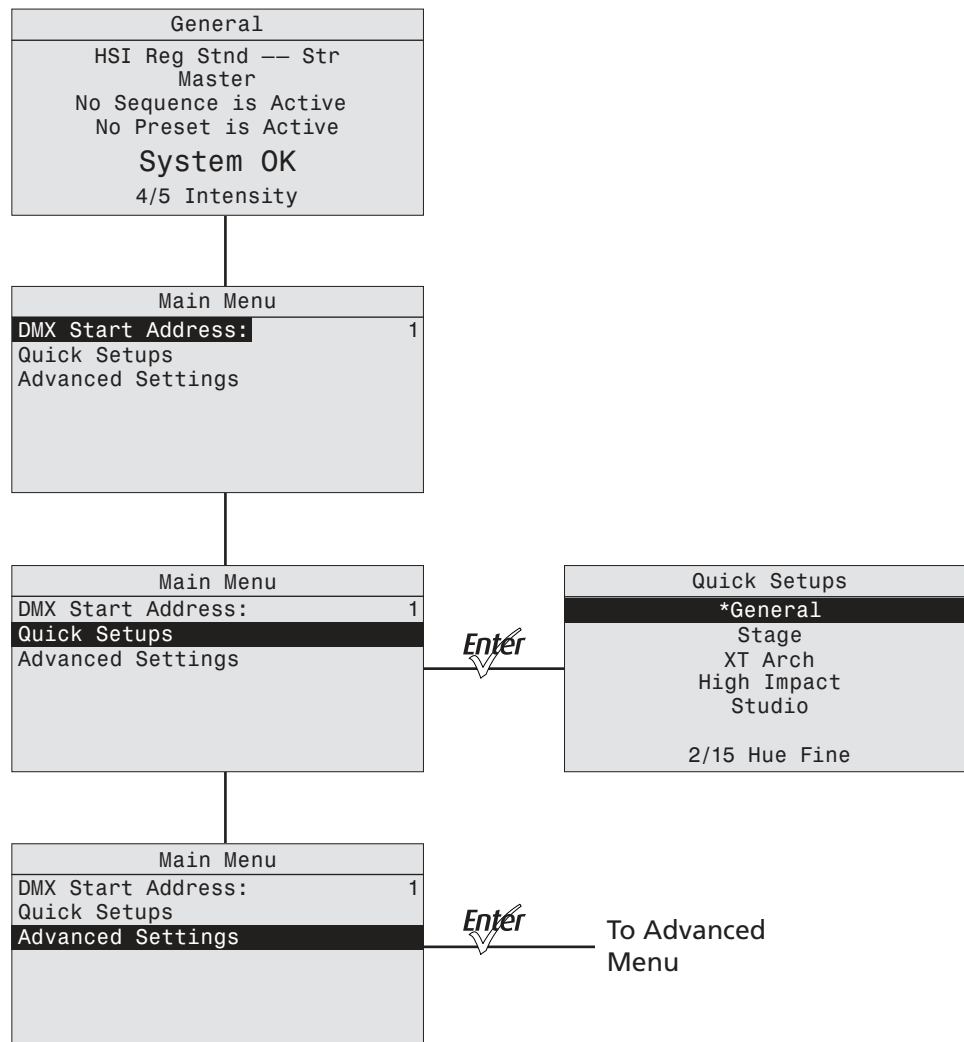 General
HSI Reg Stnd –– Str
Master
No Sequence is Active
No Preset is Active
System OK
4/5 Intensity
Main Menu
DMX Start Address: 1
Quick Setups
Advanced Settings
Main Menu
DMX Start Address: 1
Quick Setups
Advanced Settings
Enter
Quick Setups
*General
Stage
XT Arch
High Impact
Studio
2/15 Hue Fine
Main Menu
DMX Start Address: 1
Quick Setups
Advanced Settings
Enter
To Advanced
Menu